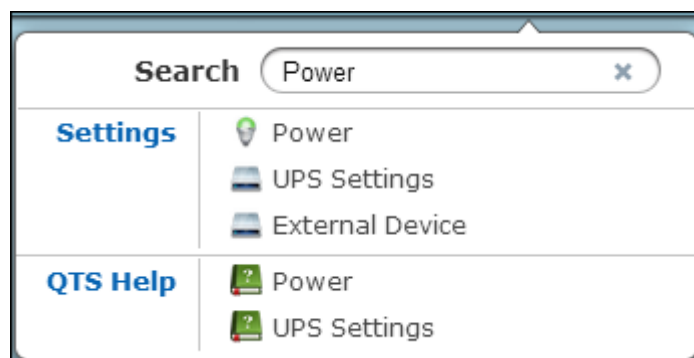 Search Power
Settings Power
UPS Settings
External Device
QTS Help Power
UPS Settings